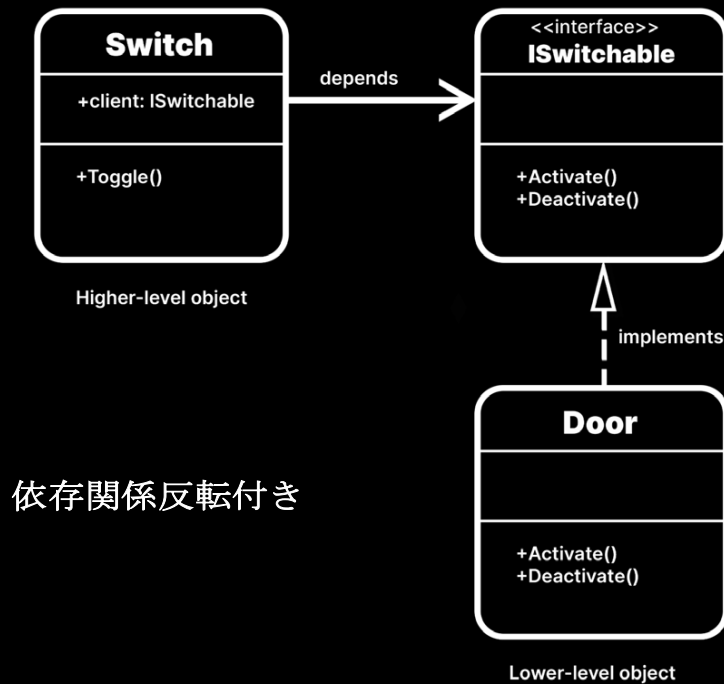 Switch
+client: ISwitchable
+Toggle()
Higher-level object
depends
<<interface>>
ISwitchable
+Activate()
+Deactivate()
implements
Door
+Activate()
+Deactivate()
Lower-level object
依存関係反転付き